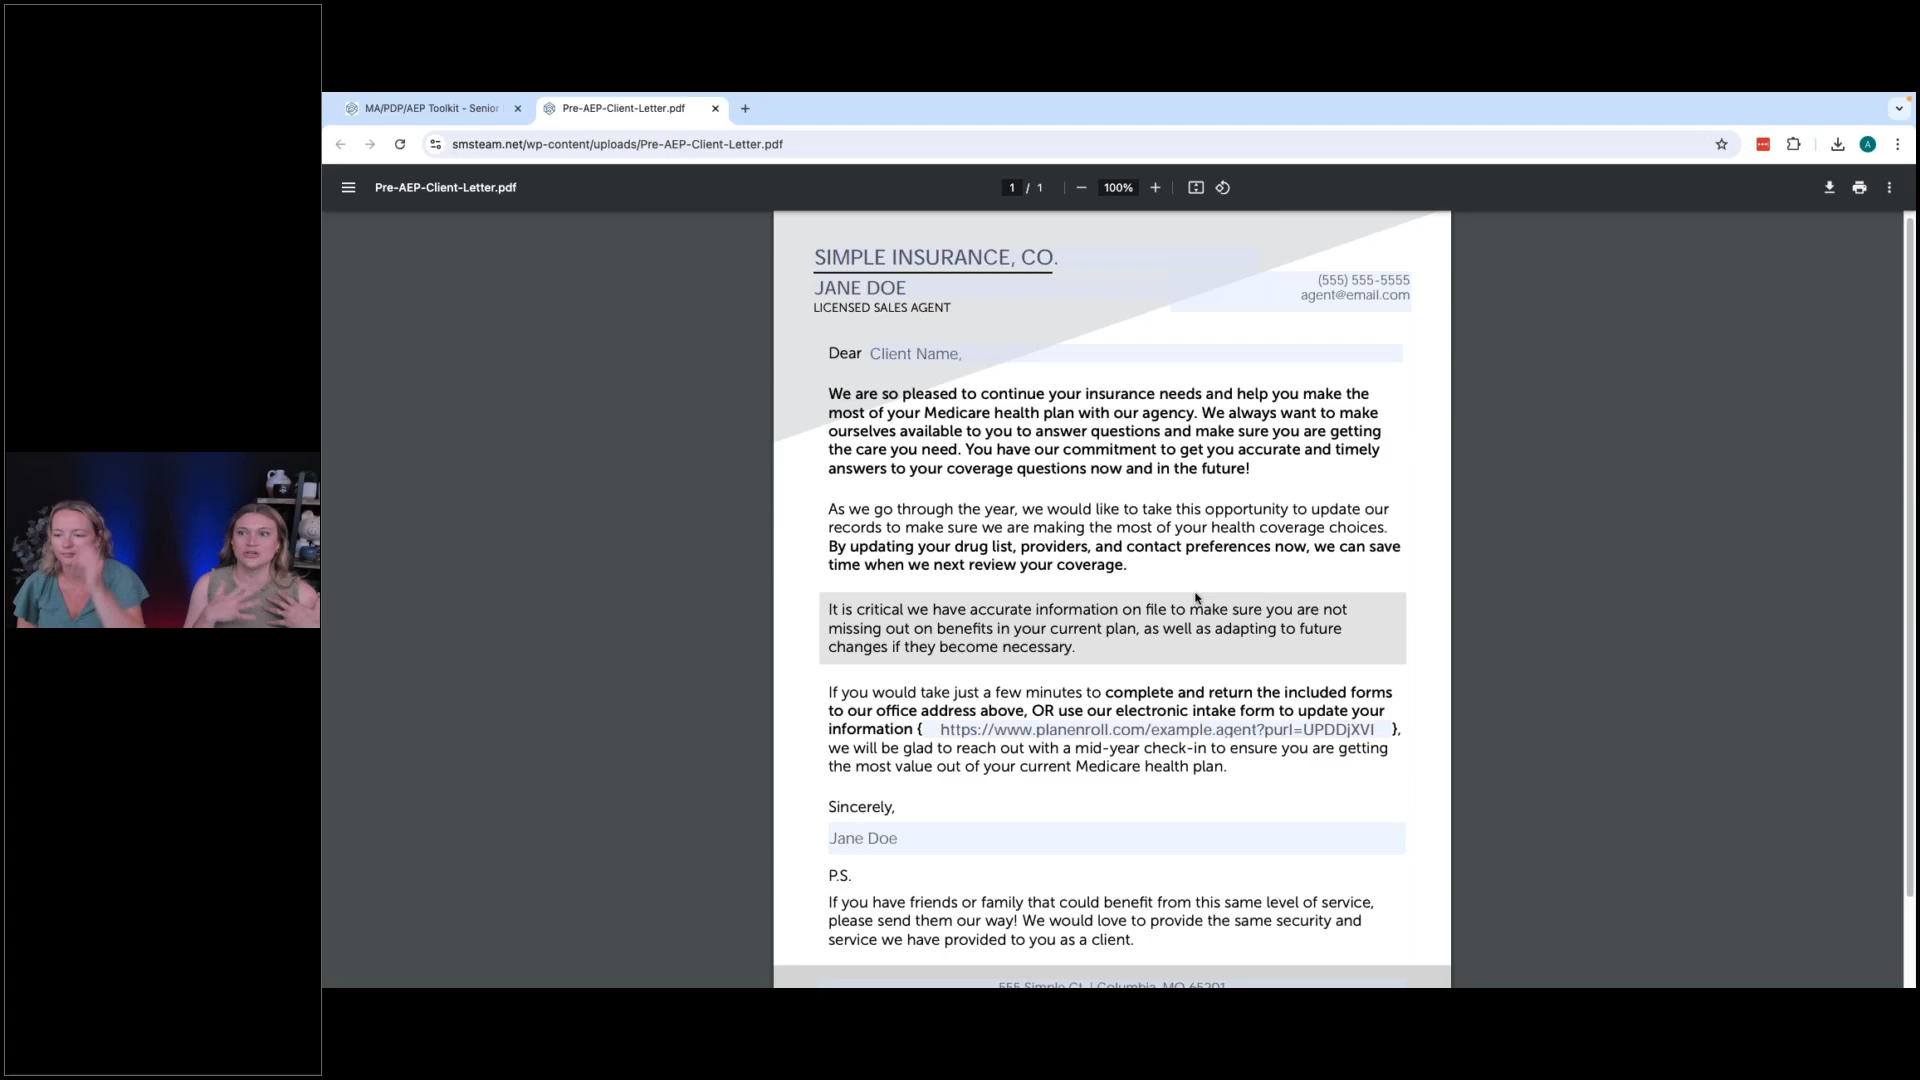 MA/PDP/AEP Toolkit - Senior
Pre-AEP-Client-Letter.pdf
smsteam.net/wp-content/uploads/Pre-AEP-Client-Letter.pdf
A
Pre-AEP-Client-Letter.pdf
1 / 1
100%
SIMPLE INSURANCE, CO.
JANE DOE
LICENSED SALES AGENT
(555) 555-5555
agent@email.com
Dear Client Name,
We are so pleased to continue your insurance needs and help you make the
most of your Medicare health plan with our agency. We always want to make
ourselves available to you to answer questions and make sure you are getting
the care you need. You have our commitment to get you accurate and timely
answers to your coverage questions now and in the future!
As we go through the year, we would like to take this opportunity to update our
records to make sure we are making the most of your health coverage choices.
By updating your drug list, providers, and contact preferences now, we can save
time when we next review your coverage.
It is critical we have accurate information on file to make sure you are not
missing out on benefits in your current plan, as well as adapting to future
changes if they become necessary.
If you would take just a few minutes to complete and return the included forms
to our office address above, OR use our electronic intake form to update your
information { https://www.planenroll.com/example.agent?purl=UPDDjXVI },
we will be glad to reach out with a mid-year check-in to ensure you are getting
the most value out of your current Medicare health plan.
Sincerely,
Jane Doe
P.S.
If you have friends or family that could benefit from this same level of service,
please send them our way! We would love to provide the same security and
service we have provided to you as a client.
555 Simple Ct. | Columbia, MO 65201